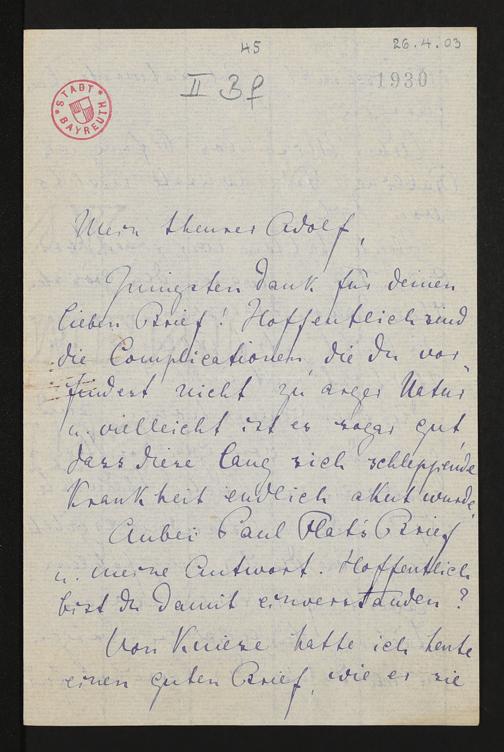 45
26.4.03
II Bf
1930
STADT BAYREUTH
Mein theurer Adolf,
Innigsten Dank für deinen
lieben Brief! Hoffentlich sind
die Complicationen, die du vor-
findest nicht zu arger Natur
u. vielleicht ist es sogar gut,
dass diese lang sich schleppende
Krankheit endlich akut wurde.
Anbei Paul Flat's Brief
u. meine Antwort. Hoffentlich
bist du damit einverstanden?
Von Kniese hatte ich heute
einen guten Brief, wie er sie